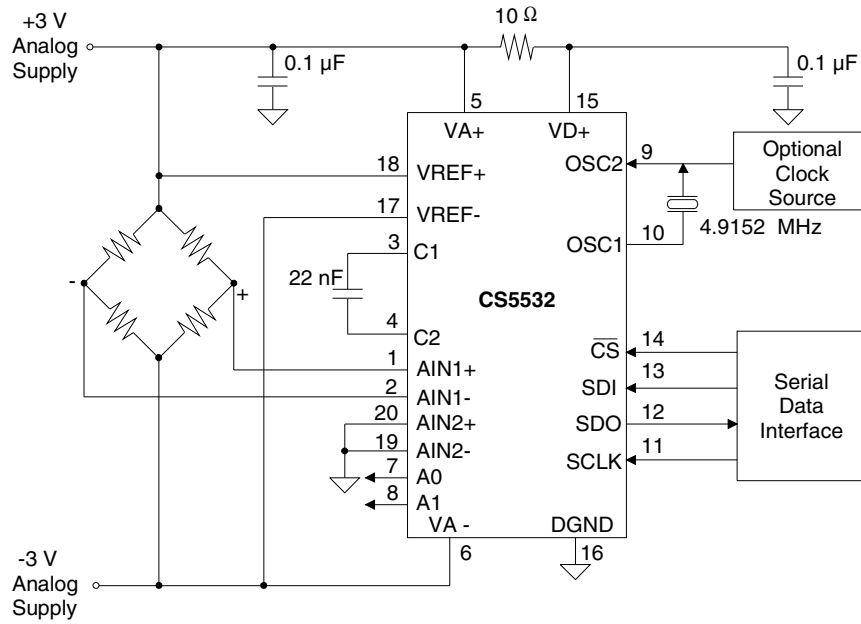 +3 V
Analog
Supply
10 Ω
0.1 µF
0.1 µF
5
15
VA+
VD+
18
VREF+
OSC2
9
Optional
Clock
Source
17
VREF-
3
C1
OSC1
10
4.9152 MHz
22 nF
CS5532
-
+
4
C2
1
AIN1+
CS
14
2
AIN1-
SDI
13
20
AIN2+
SDO
12
19
AIN2-
SCLK
11
Serial
Data
Interface
7
A0
8
A1
VA -
DGND
6
16
-3 V
Analog
Supply